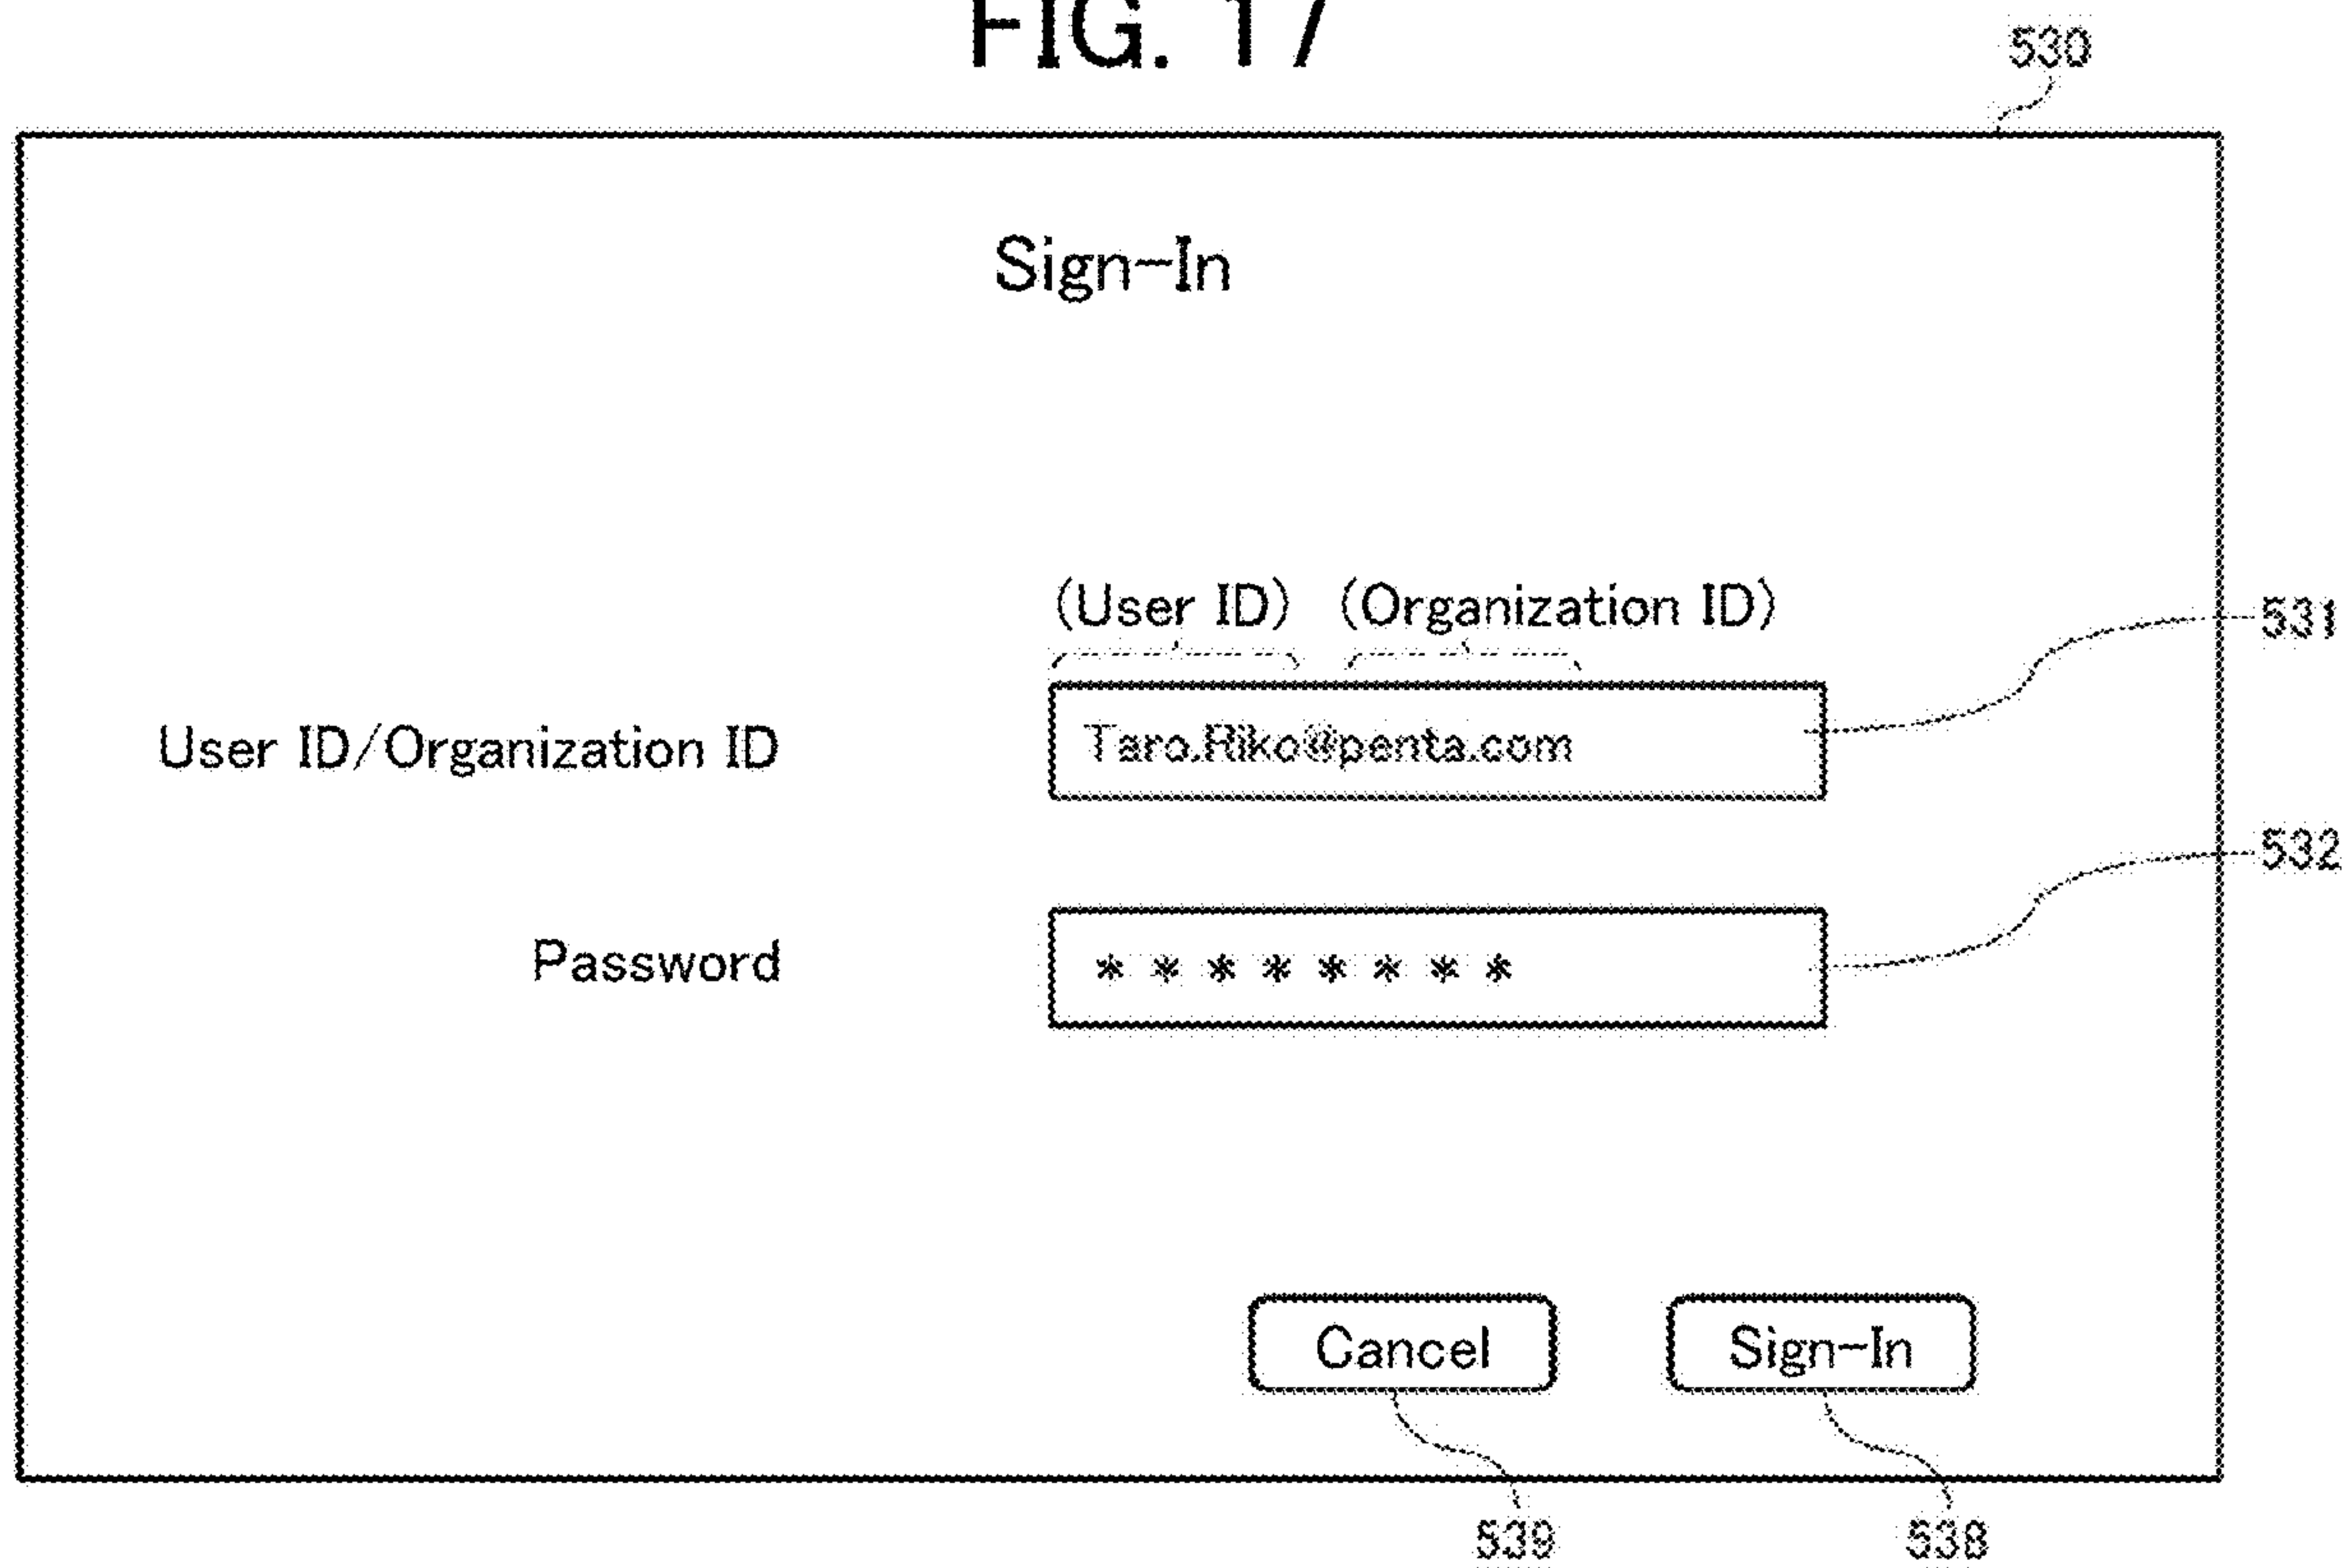 FIG. 17
530
Sign-In
(User ID) (Organization ID)
531
User ID/Organization ID
Taro.Riko@penta.com
532
Password
* * * * * * * *
Cancel
Sign-In
539
538